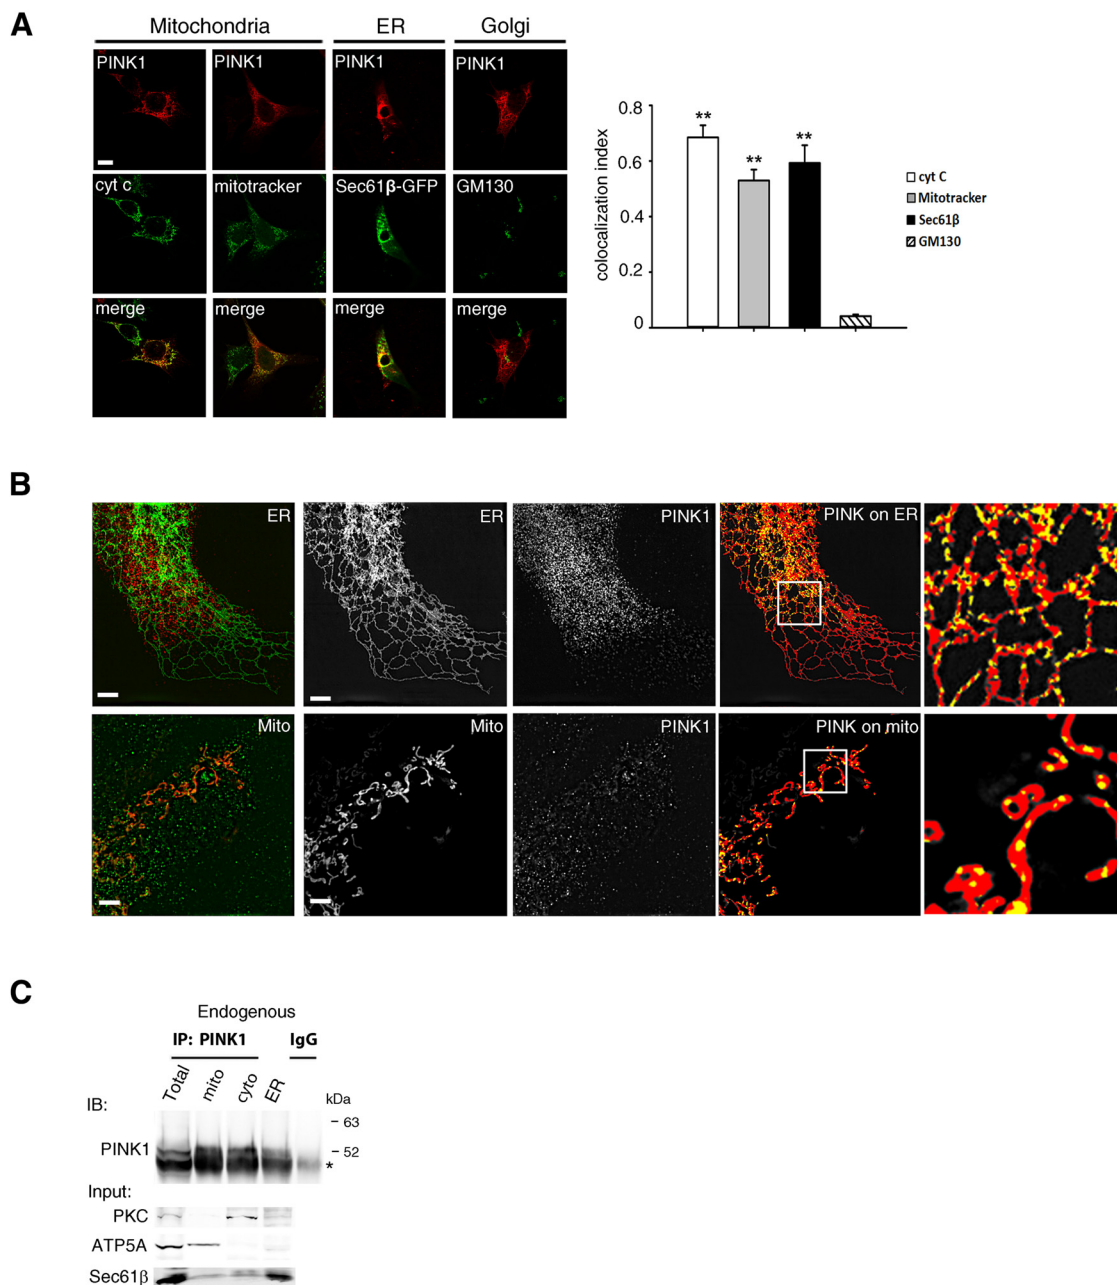 A
Mitochondria ER Golgi
PINK1 PINK1 PINK1 PINK1
cyt c mitotracker Sec61β-GFP GM130
merge merge merge merge
colocalization index
0.8
0.6
0.4
0.2
0
** ** **
cyt C
Mitotracker
Sec61β
GM130
B
ER ER PINK1 PINK on ER
Mito Mito PINK1 PINK on mito
C
Endogenous
IP: PINK1 IgG
Total mito cyto ER
IB: kDa
– 63
PINK1 – 52
*
Input:
PKC
ATP5A
Sec61β